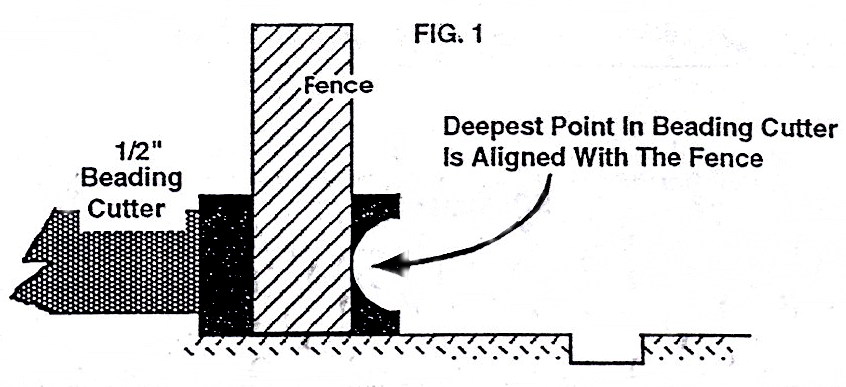 FIG. 1
Fence
Deepest Point In Beading Cutter
Is Aligned With The Fence
1/2"
Beading
Cutter